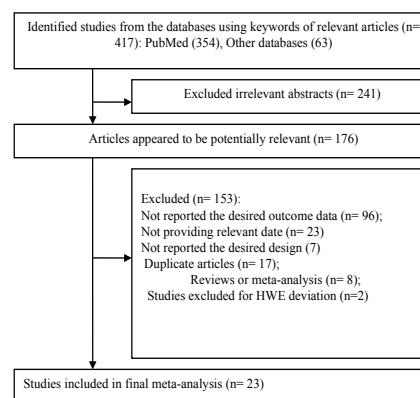 Identified studies from the databases using keywords of relevant articles (n=
417): PubMed (354), Other databases (63)
Excluded irrelevant abstracts (n= 241)
Articles appeared to be potentially relevant (n= 176)
Excluded (n= 153):
Not reported the desired outcome data (n= 96);
Not providing relevant date (n= 23)
Not reported the desired design (7)
Duplicate articles (n= 17);
Reviews or meta-analysis (n= 8);
Studies excluded for HWE deviation (n=2)
Studies included in final meta-analysis (n= 23)